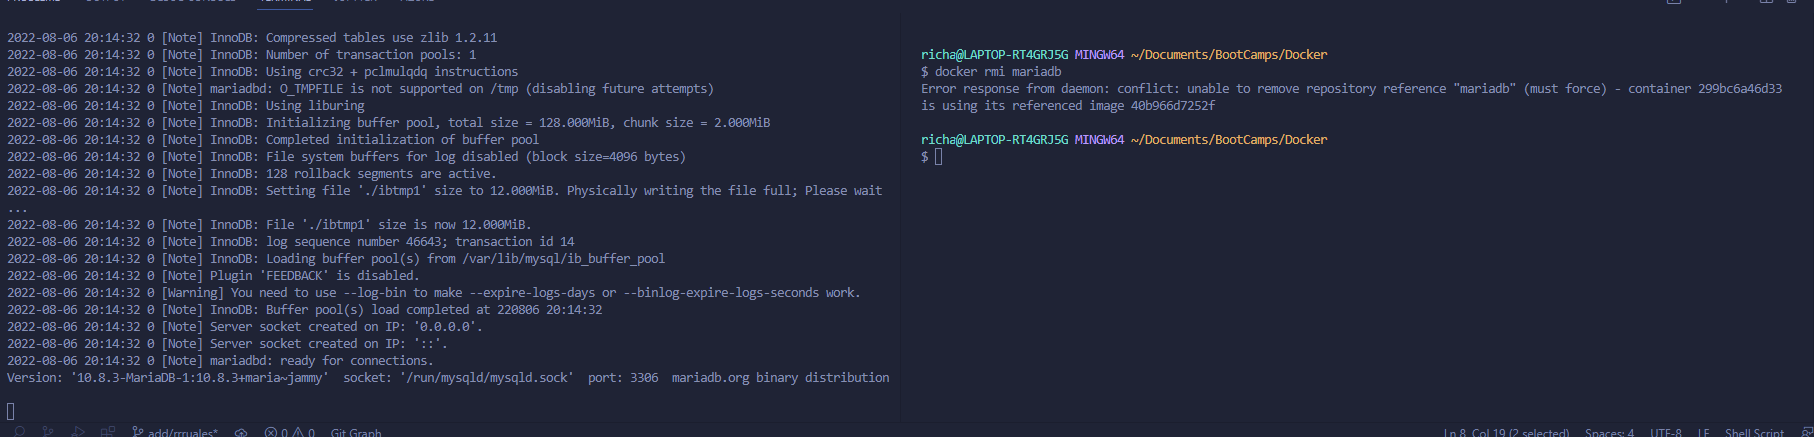 2022-08-06 20:14:32 0 [Note] InnoDB: Compressed tables use zlib 1.2.11
2022-08-06 20:14:32 0 [Note] InnoDB: Number of transaction pools: 1
2022-08-06 20:14:32 0 [Note] InnoDB: Using crc32 + pclmulqdq instructions
2022-08-06 20:14:32 0 [Note] mariadbd: O_TMPFILE is not supported on /tmp (disabling future attempts)
2022-08-06 20:14:32 0 [Note] InnoDB: Using liburing
2022-08-06 20:14:32 0 [Note] InnoDB: Initializing buffer pool, total size = 128.000MiB, chunk size = 2.000MiB
2022-08-06 20:14:32 0 [Note] InnoDB: Completed initialization of buffer pool
2022-08-06 20:14:32 0 [Note] InnoDB: File system buffers for log disabled (block size=4096 bytes)
2022-08-06 20:14:32 0 [Note] InnoDB: 128 rollback segments are active.
2022-08-06 20:14:32 0 [Note] InnoDB: Setting file './ibtmp1' size to 12.000MiB. Physically writing the file full; Please wait
...
2022-08-06 20:14:32 0 [Note] InnoDB: File './ibtmp1' size is now 12.000MiB.
2022-08-06 20:14:32 0 [Note] InnoDB: log sequence number 46643; transaction id 14
2022-08-06 20:14:32 0 [Note] InnoDB: Loading buffer pool(s) from /var/lib/mysql/ib_buffer_pool
2022-08-06 20:14:32 0 [Note] Plugin 'FEEDBACK' is disabled.
2022-08-06 20:14:32 0 [Warning] You need to use --log-bin to make --expire-logs-days or --binlog-expire-logs-seconds work.
2022-08-06 20:14:32 0 [Note] InnoDB: Buffer pool(s) load completed at 220806 20:14:32
2022-08-06 20:14:32 0 [Note] Server socket created on IP: '0.0.0.0'.
2022-08-06 20:14:32 0 [Note] Server socket created on IP: '::'.
2022-08-06 20:14:32 0 [Note] mariadbd: ready for connections.
Version: '10.8.3-MariaDB-1:10.8.3+maria~jammy'  socket: '/run/mysqld/mysqld.sock'  port: 3306  mariadb.org binary distribution
richa@LAPTOP-RT4GRJ5G MINGW64 ~/Documents/BootCamps/Docker
$ docker rmi mariadb
Error response from daemon: conflict: unable to remove repository reference "mariadb" (must force) - container 299bc6a46d33
is using its referenced image 40b966d7252f
richa@LAPTOP-RT4GRJ5G MINGW64 ~/Documents/BootCamps/Docker
$
add/rrruales* 0 0 Git Graph
Ln 8, Col 19 (2 selected) Spaces: 4 UTF-8 LF Shell Script